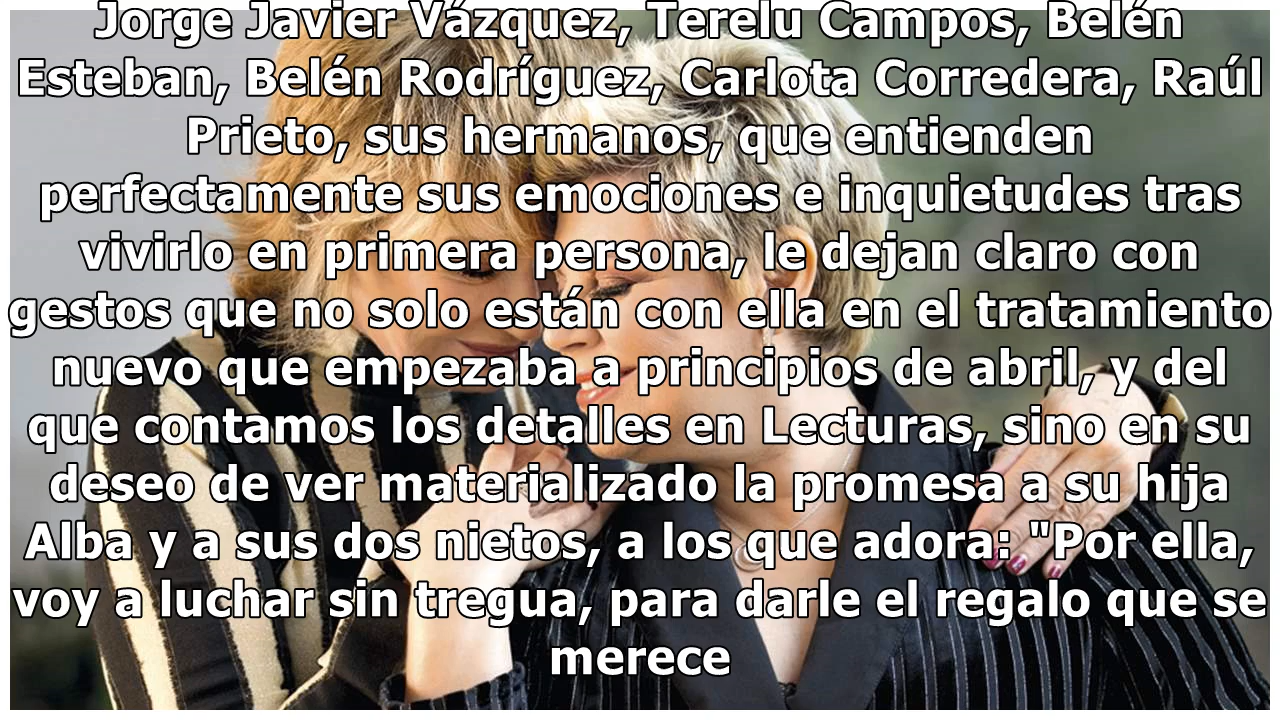 Jorge Javier Vázquez, Terelu Campos, Belén
Esteban, Belén Rodríguez, Carlota Corredera, Raúl
Prieto, sus hermanos, que entienden
perfectamente sus emociones e inquietudes tras
vivirlo en primera persona, le dejan claro con
gestos que no solo están con ella en el tratamiento
nuevo que empezaba a principios de abril, y del
que contamos los detalles en Lecturas, sino en su
deseo de ver materializado la promesa a su hija
Alba y a sus dos nietos, a los que adora: "Por ella,
voy a luchar sin tregua, para darle el regalo que se
merece